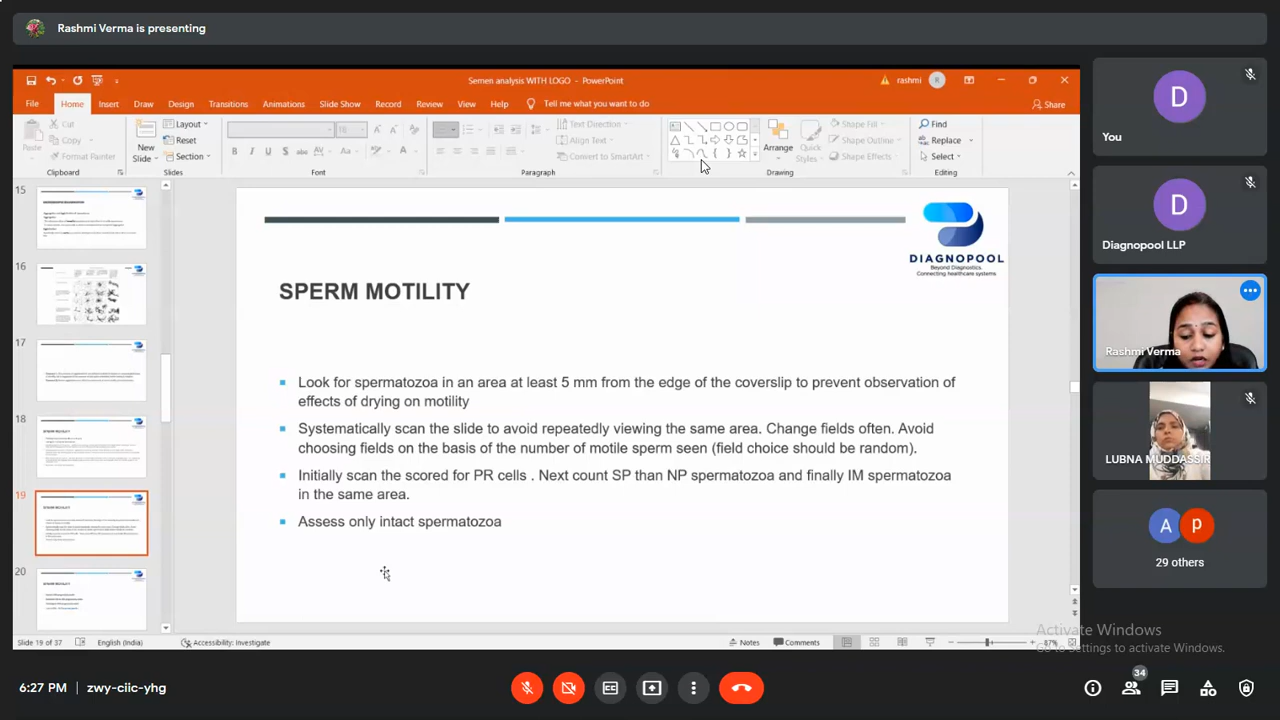 Rashmi Verma is presenting
Semen analysis WITH LOGO - PowerPoint
rashmi
R
File Home Insert Draw Design Transitions Animations Slide Show Record Review View Help Tell me what you want to do Share
Paste
Cut
Copy
Format Painter
Clipboard
New
Slide
Layout
Reset
Section
Slides
18
B I U S abc AV Aa A
Font
Text Direction
Align Text
Convert to SmartArt
Paragraph
Arrange
Quick
Styles
Shape Fill
Shape Outline
Shape Effects
Drawing
Find
Replace
Select
Editing
15
16
17
18
19
20
DIAGNOPOOL
Beyond Diagnostics.
Connecting healthcare systems
SPERM MOTILITY
Look for spermatozoa in an area at least 5 mm from the edge of the coverslip to prevent observation of
effects of drying on motility
Systematically scan the slide to avoid repeatedly viewing the same area. Change fields often. Avoid
choosing fields on the basis of the number of motile sperm seen (field choice should be random).
Initially scan the scored for PR cells . Next count SP than NP spermatozoa and finally IM spermatozoa
in the same area.
Assess only intact spermatozoa
Slide 19 of 37 English (India) Accessibility: Investigate Notes Comments 87%
D
You
D
Diagnopool LLP
Rashmi Verma
LUBNA MUDDASSIR
A p
29 others
Activate Windows
Go to Settings to activate Windows.
6:27 PM | zwy-ciic-yhg
34